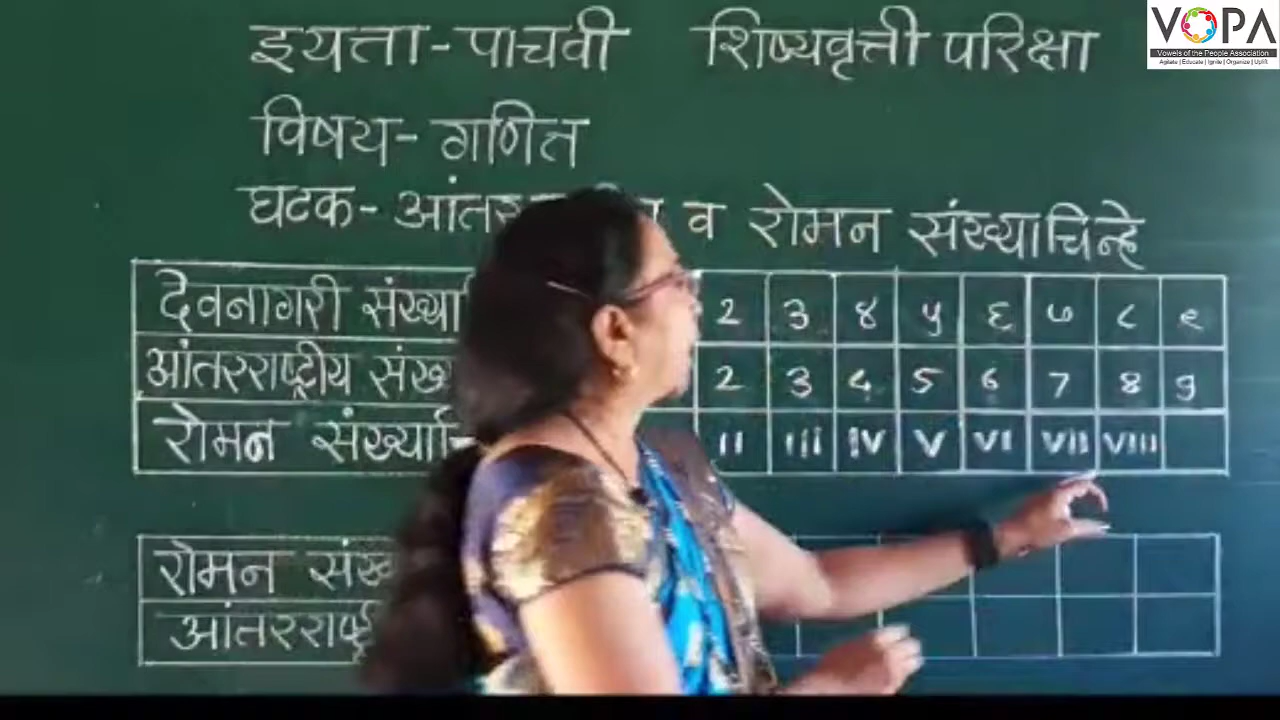 इयत्ता-पाचवी शिष्यवृत्ती परिक्षा
विषय- गणित
घटक- व रोमन संख्याचिन्हे
देवनागरी २ ३ ४ ५ ६ ७ ८ ९
आंतरराष्ट्रीय 2 3 4 5 6 7 8 9
रोमन II III IV V VI VII VIII
रोमन
VOPA
Vowels of the People Association
Agitate | Educate | Ignite | Organize | Uplift